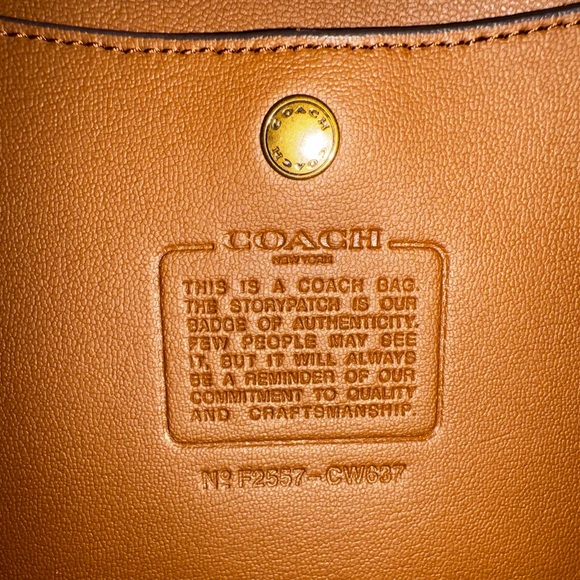 COACH COACH COACH
COACH
NEW YORK
THIS IS A COACH BAG.
THE STORYPATCH IS OUR
BADGE OF AUTHENTICITY.
FEW PEOPLE MAY SEE
IT, BUT IT WILL ALWAYS
BE A REMINDER OF OUR
COMMITMENT TO QUALITY
AND CRAFTSMANSHIP.
Nº F2557-CW637